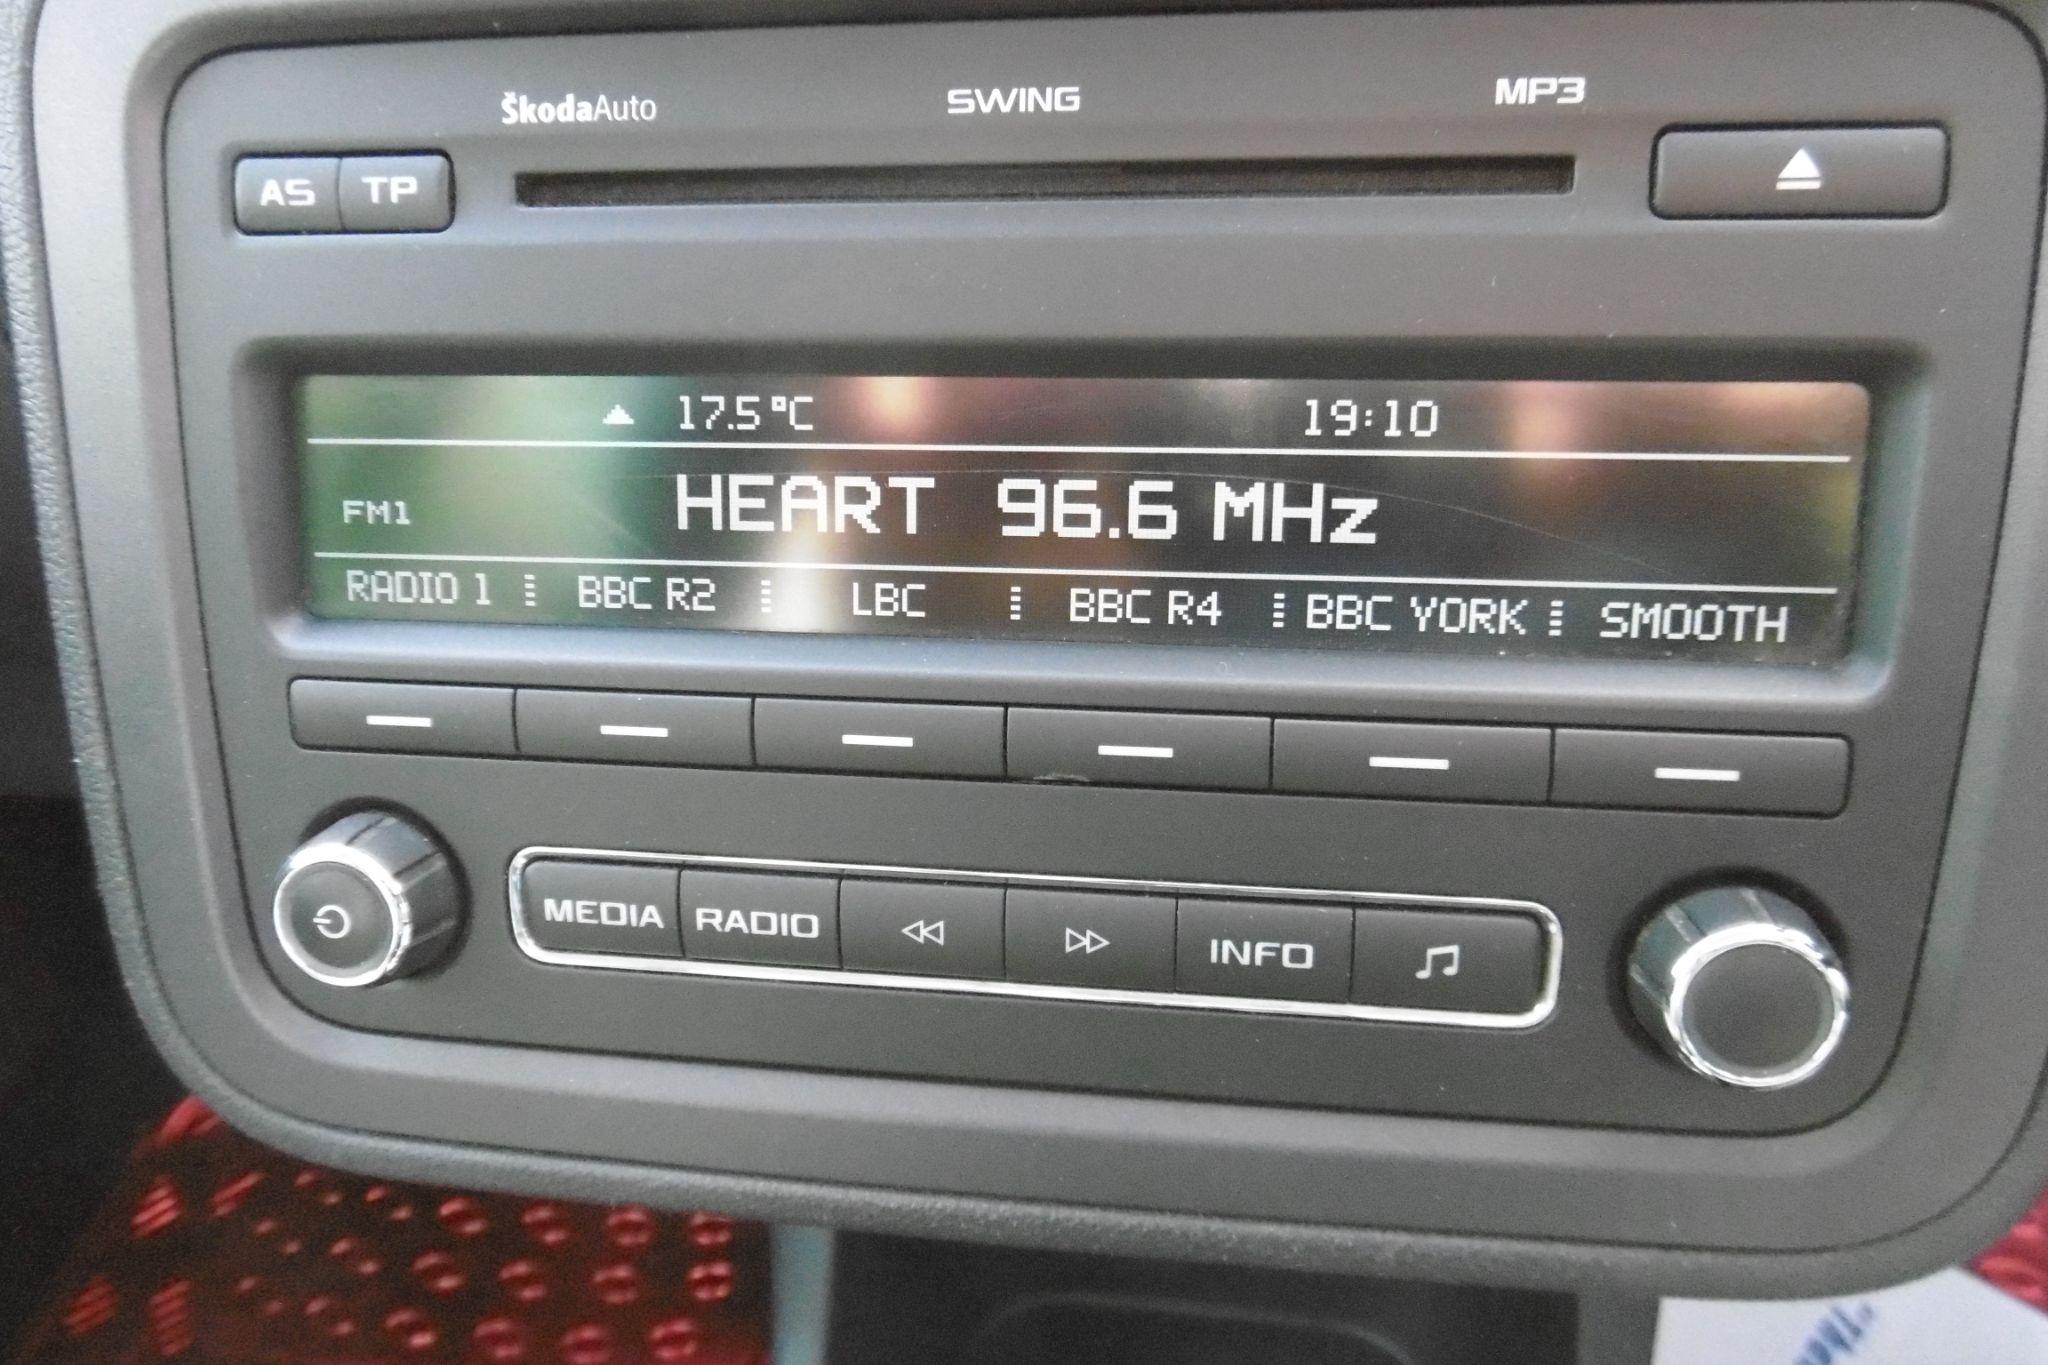 ŠkodaAuto SWING MP3
AS TP
17.5°C 19:10
FM1 HEART 96.6 MHz
RADIO 1 BBC R2 LBC BBC R4 BBC YORK SMOOTH
MEDIA RADIO INFO